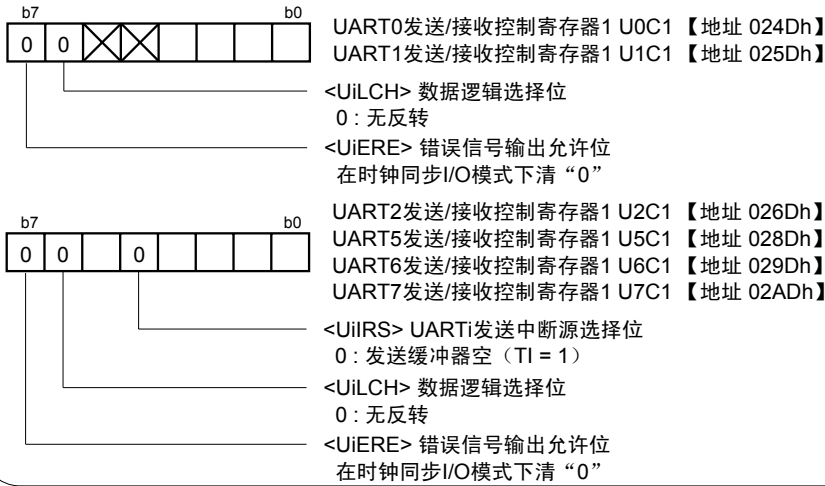 b7 b0
0 0
UART0发送/接收控制寄存器1 U0C1 【地址 024Dh】
UART1发送/接收控制寄存器1 U1C1 【地址 025Dh】
<UiLCH> 数据逻辑选择位
0 : 无反转
<UiERE> 错误信号输出允许位
在时钟同步I/O模式下清“0”
b7 b0
0 0 0
UART2发送/接收控制寄存器1 U2C1 【地址 026Dh】
UART5发送/接收控制寄存器1 U5C1 【地址 028Dh】
UART6发送/接收控制寄存器1 U6C1 【地址 029Dh】
UART7发送/接收控制寄存器1 U7C1 【地址 02ADh】
<UiIRS> UARTi发送中断源选择位
0 : 发送缓冲器空（TI = 1）
<UiLCH> 数据逻辑选择位
0 : 无反转
<UiERE> 错误信号输出允许位
在时钟同步I/O模式下清“0”